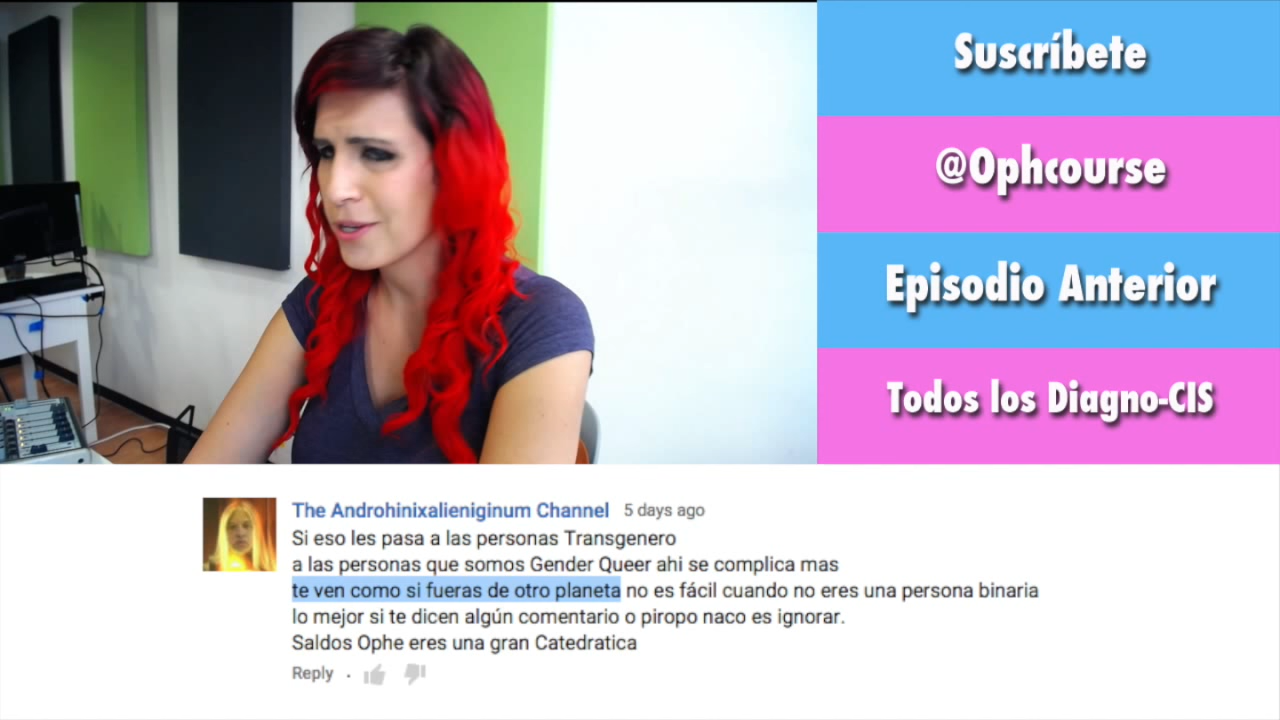 Suscríbete
@Ophcourse
Episodio Anterior
Todos los Diagno-CIS
The Androhinixalieniginum Channel 5 days ago
Si eso les pasa a las personas Transgenero
a las personas que somos Gender Queer ahi se complica mas
te ven como si fueras de otro planeta no es fácil cuando no eres una persona binaria
lo mejor si te dicen algún comentario o piropo naco es ignorar.
Saldos Ophe eres una gran Catedratica
Reply ·